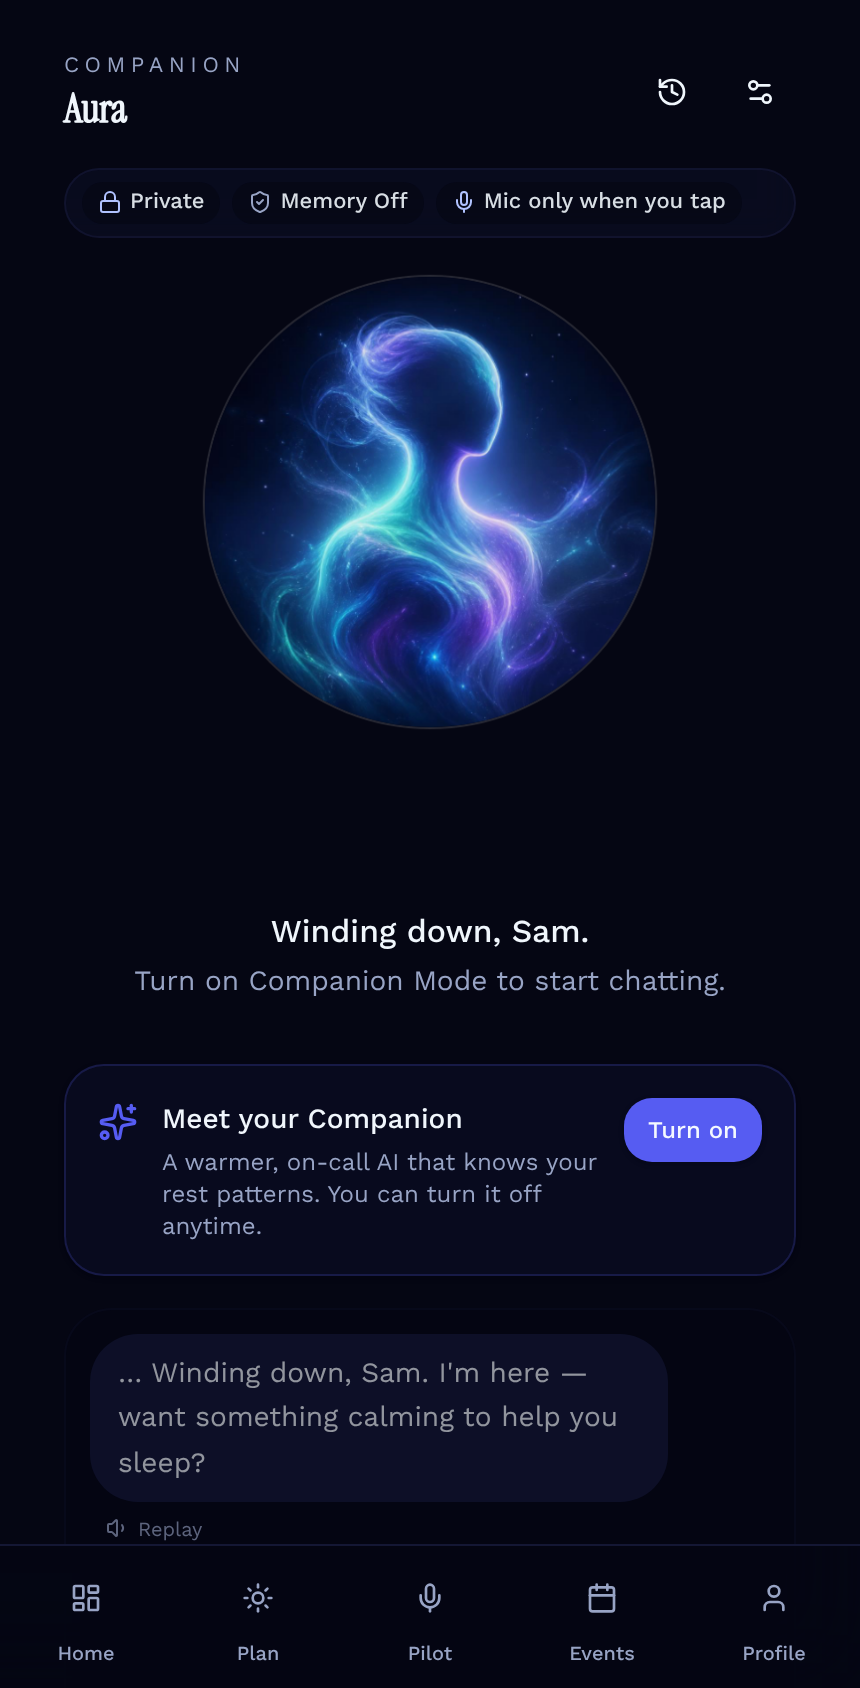 COMPANION
Aura
Private
Memory Off
Mic only when you tap
Winding down, Sam.
Turn on Companion Mode to start chatting.
Meet your Companion
Turn on
A warmer, on-call AI that knows your
rest patterns. You can turn it off
anytime.
... Winding down, Sam. I'm here —
want something calming to help you
sleep?
Replay
Home
Plan
Pilot
Events
Profile